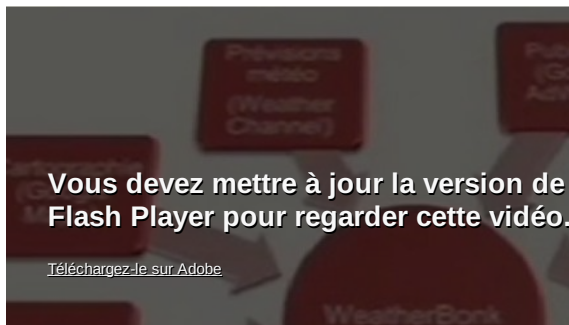 Prévisions
météo
(Weather
Channel)
Vous devez mettre à jour la version de
Flash Player pour regarder cette vidéo.
Téléchargez-le sur Adobe
WeatherBonk